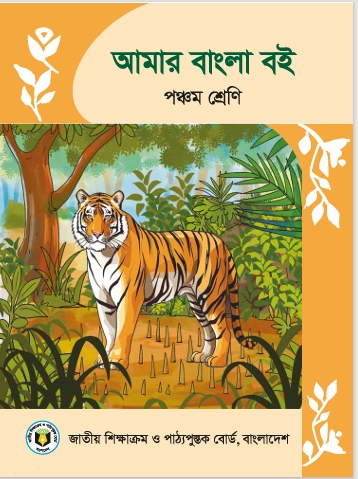 আমার বাংলা বই
পঞ্চম শ্রেণি
জাতীয় শিক্ষাক্রম ও পাঠ্যপুস্তক বোর্ড, বাংলাদেশ